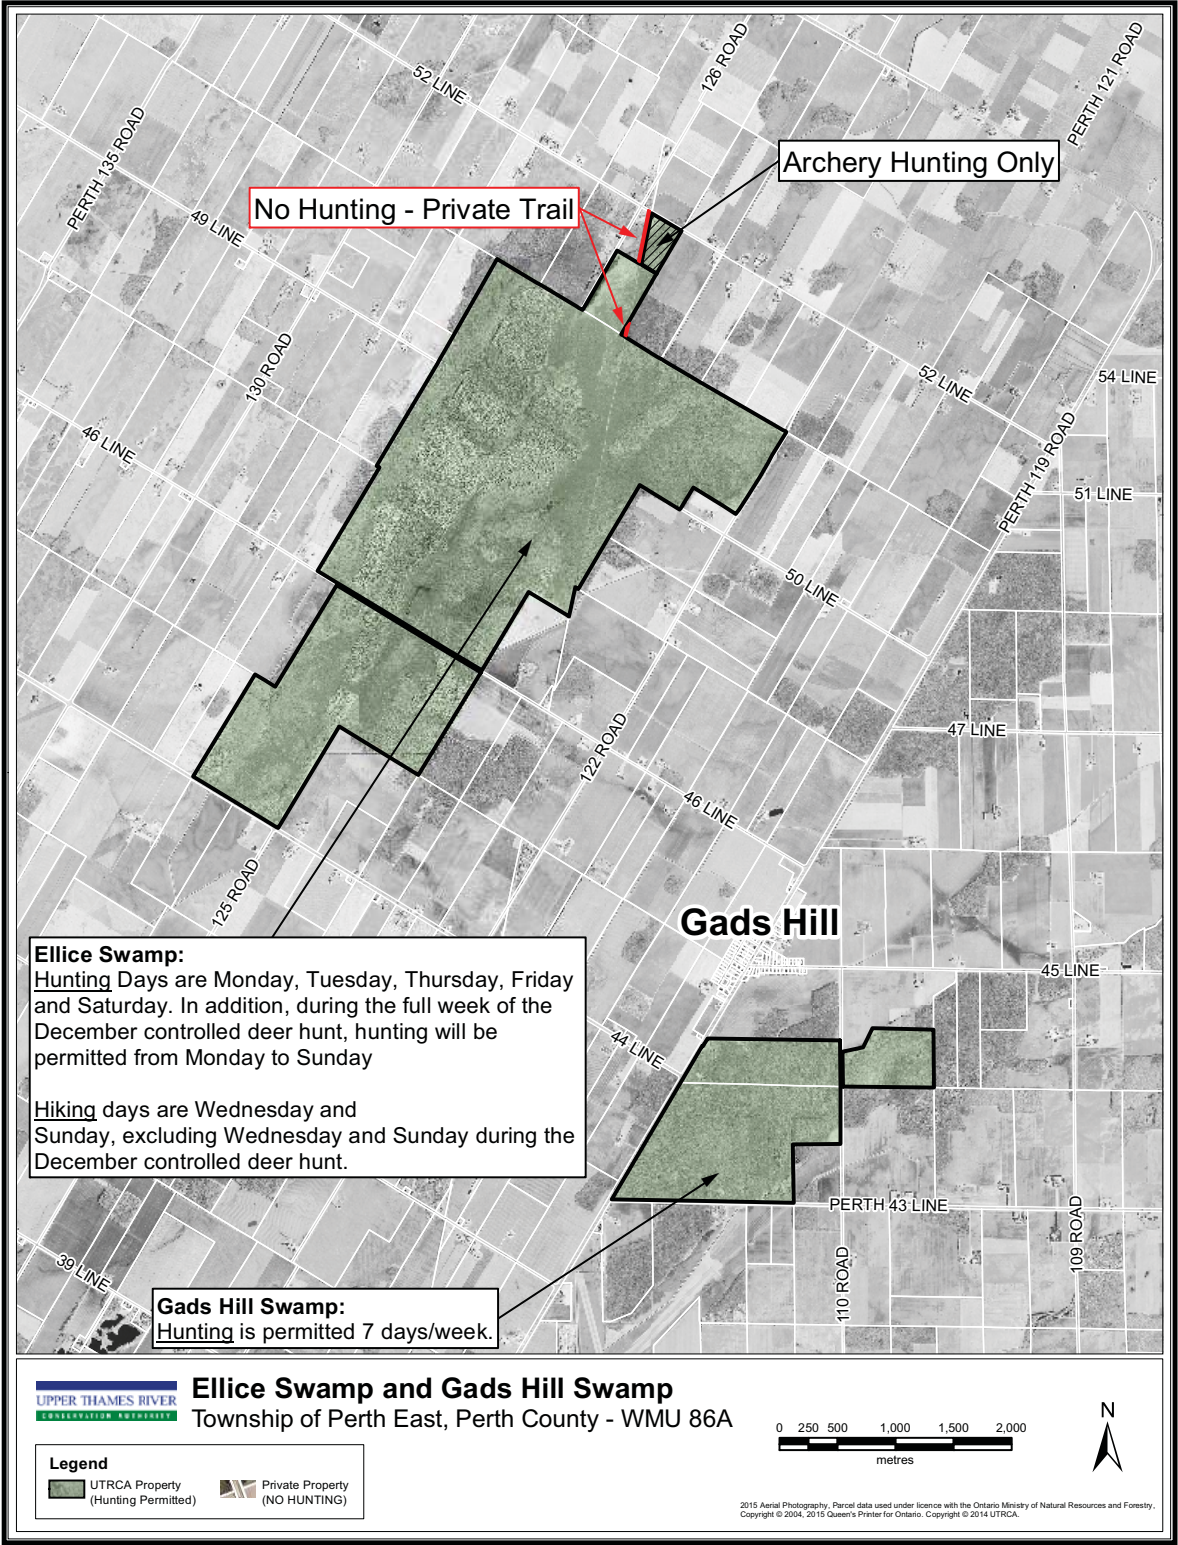 52 LINE
126 ROAD
PERTH 121 ROAD
PERTH 135 ROAD
Archery Hunting Only
No Hunting - Private Trail
49 LINE
130 ROAD
52 LINE
54 LINE
46 LINE
PERTH 119 ROAD
51 LINE
50 LINE
47 LINE
122 ROAD
46 LINE
125 ROAD
Gads Hill
45 LINE
Ellice Swamp:
Hunting Days are Monday, Tuesday, Thursday, Friday
and Saturday. In addition, during the full week of the
December controlled deer hunt, hunting will be
permitted from Monday to Sunday
Hiking days are Wednesday and
Sunday, excluding Wednesday and Sunday during the
December controlled deer hunt.
44 LINE
PERTH 43 LINE
109 ROAD
110 ROAD
39 LINE
Gads Hill Swamp:
Hunting is permitted 7 days/week.
UPPER THAMES RIVER
CONSERVATION AUTHORITY
Ellice Swamp and Gads Hill Swamp
Township of Perth East, Perth County - WMU 86A
0 250 500 1,000 1,500 2,000
metres
N
Legend
UTRCA Property
(Hunting Permitted)
Private Property
(NO HUNTING)
2015 Aerial Photography, Parcel data used under licence with the Ontario Ministry of Natural Resources and Forestry,
Copyright © 2004, 2015 Queen's Printer for Ontario. Copyright © 2014 UTRCA.